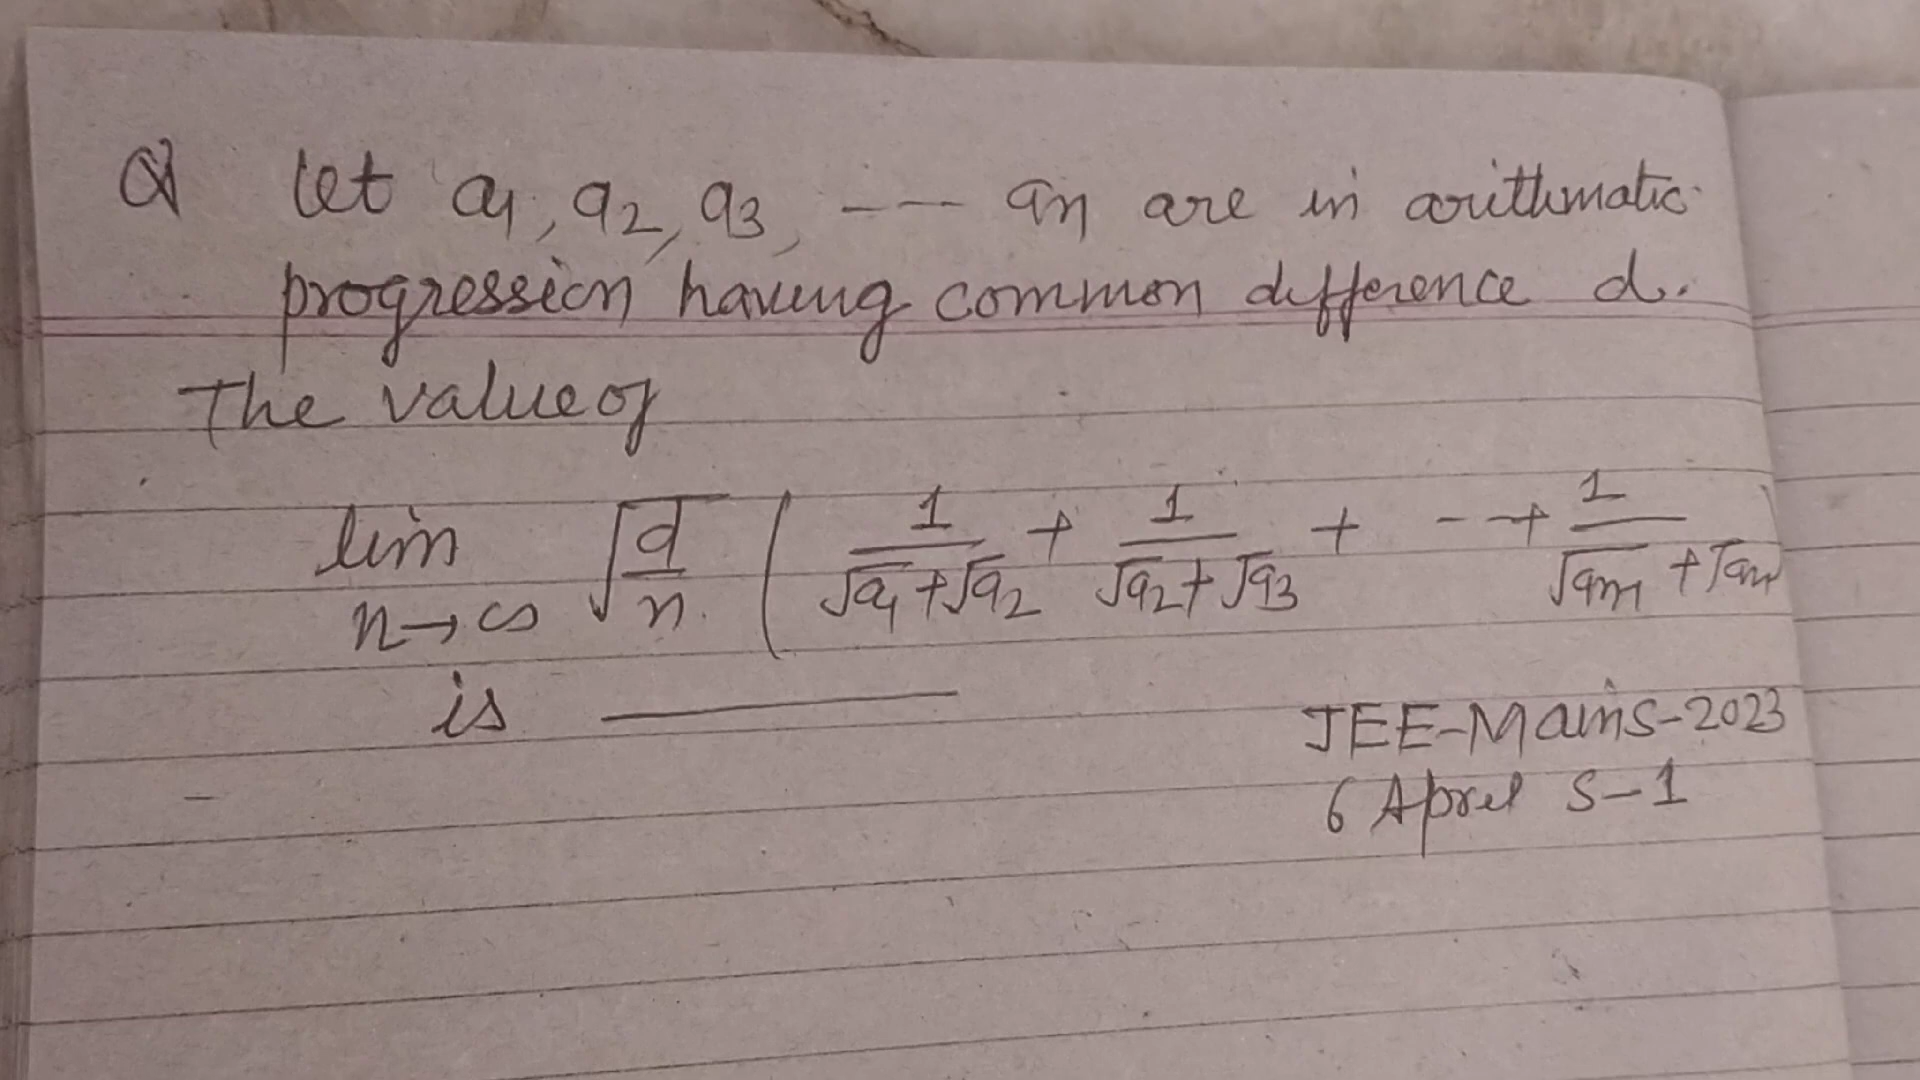 Q Let a1, a2, a3, --- an are in arithmatic
progression having common difference d.
The value of
lim n→∞ √(d/n) ( 1/(√a1+√a2) + 1/(√a2+√a3) + --+ 1/(√an-1 + √an) )
is ______
JEE-Mains-2023
6 April S-1